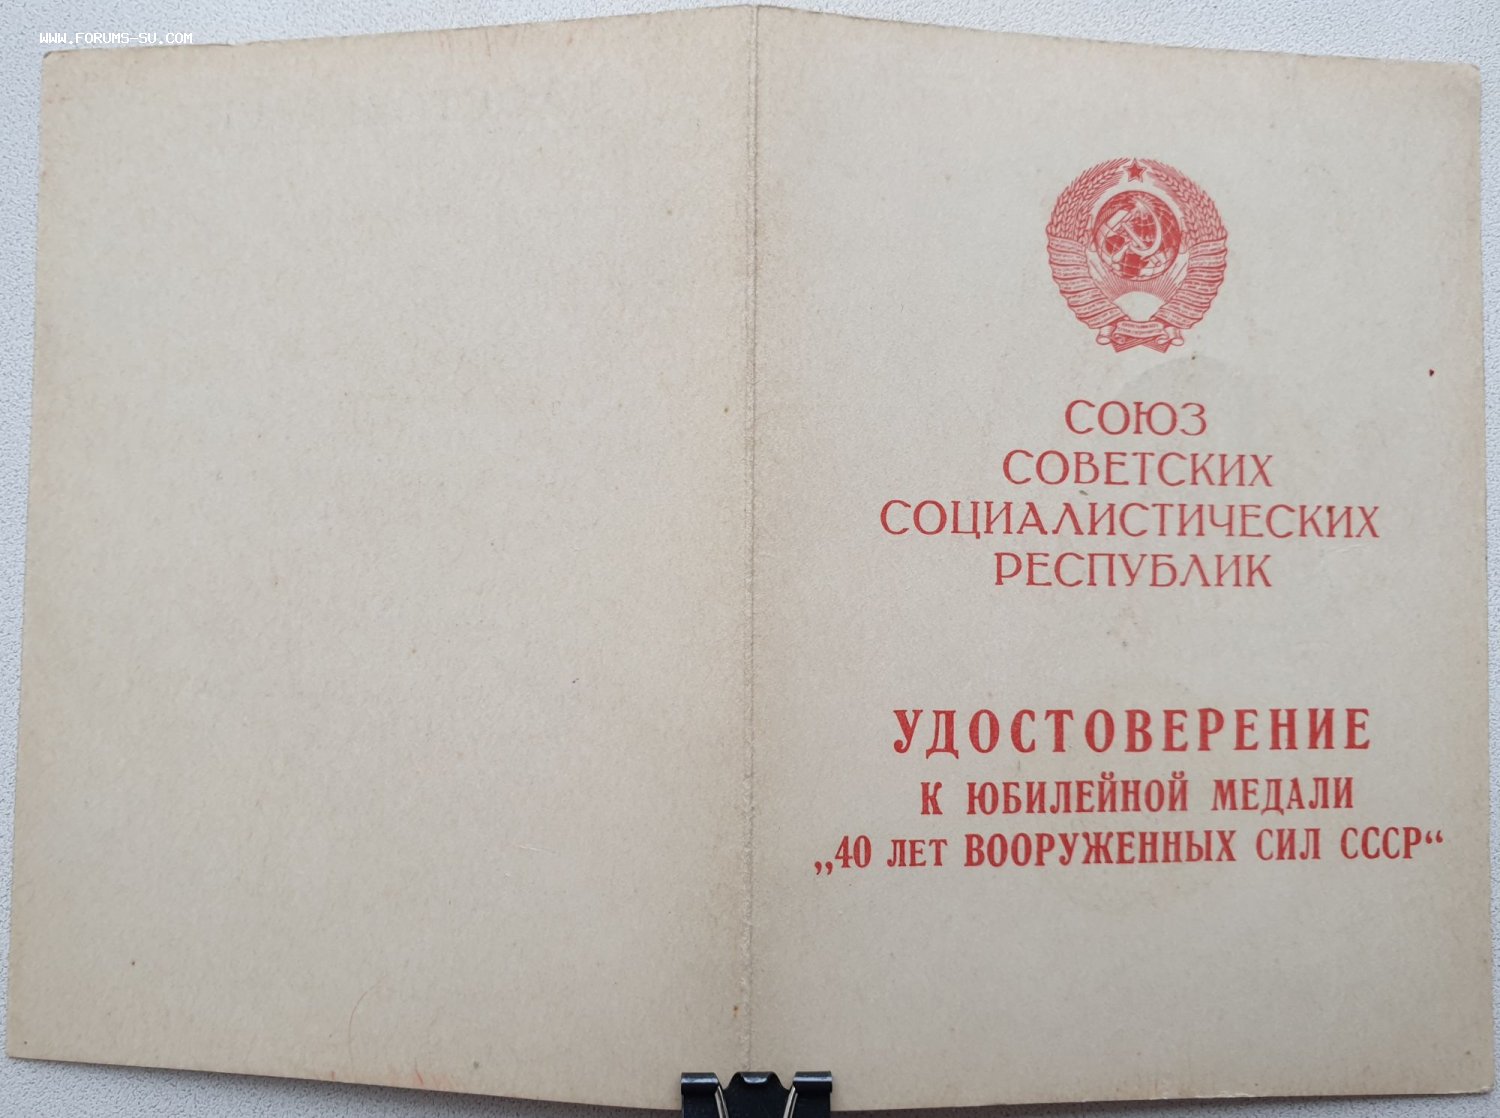 WWW.FORUMS-SU.COM
СОЮЗ
СОВЕТСКИХ
СОЦИАЛИСТИЧЕСКИХ
РЕСПУБЛИК
УДОСТОВЕРЕНИЕ
К ЮБИЛЕЙНОЙ МЕДАЛИ
„40 ЛЕТ ВООРУЖЕННЫХ СИЛ СССР“